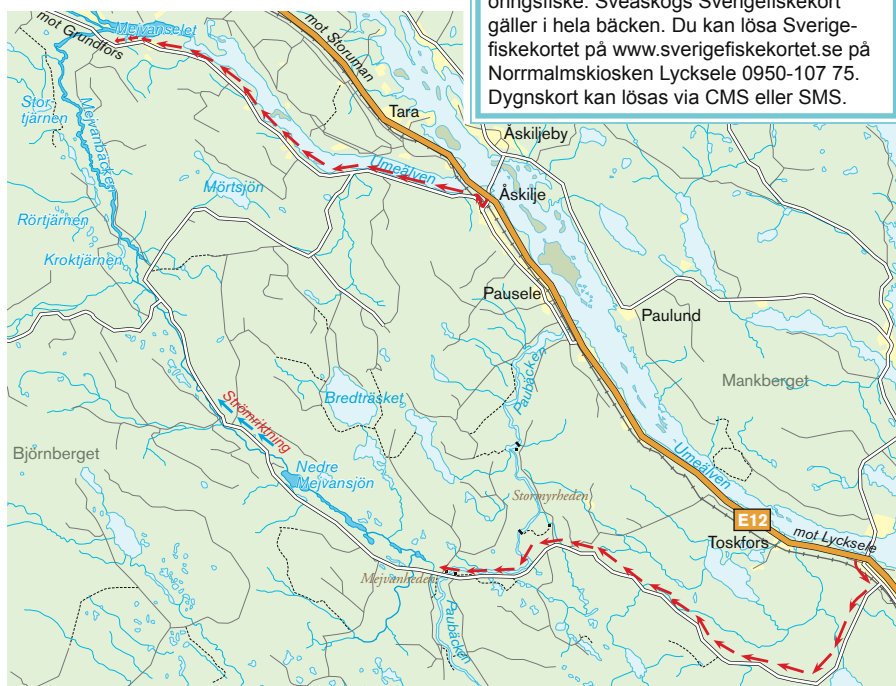 öringsfiske. Sveaskogs Sverigefiskekort
gäller i hela bäcken. Du kan lösa Sverige-
fiskekortet på www.sverigefiskekortet.se på
Norrmalmskiosken Lycksele 0950-107 75.
Dygnskort kan lösas via CMS eller SMS.
mot Grundfors
Mejvanselet
mot Storuman
Stor-
tjärnen
Mejvanbäcken
Tara
Åskiljeby
Umeälven
Mörtsjön
Åskilje
Rörtjärnen
Kroktjärnen
Pausele
Paulund
Paubäcken
Mankberget
Bredträsket
Strömriktning
Björnberget
Nedre
Mejvansjön
Umeälven
Stormyrheden
E12
mot Lycksele
Toskfors
Mejvanheden
Paubäcken